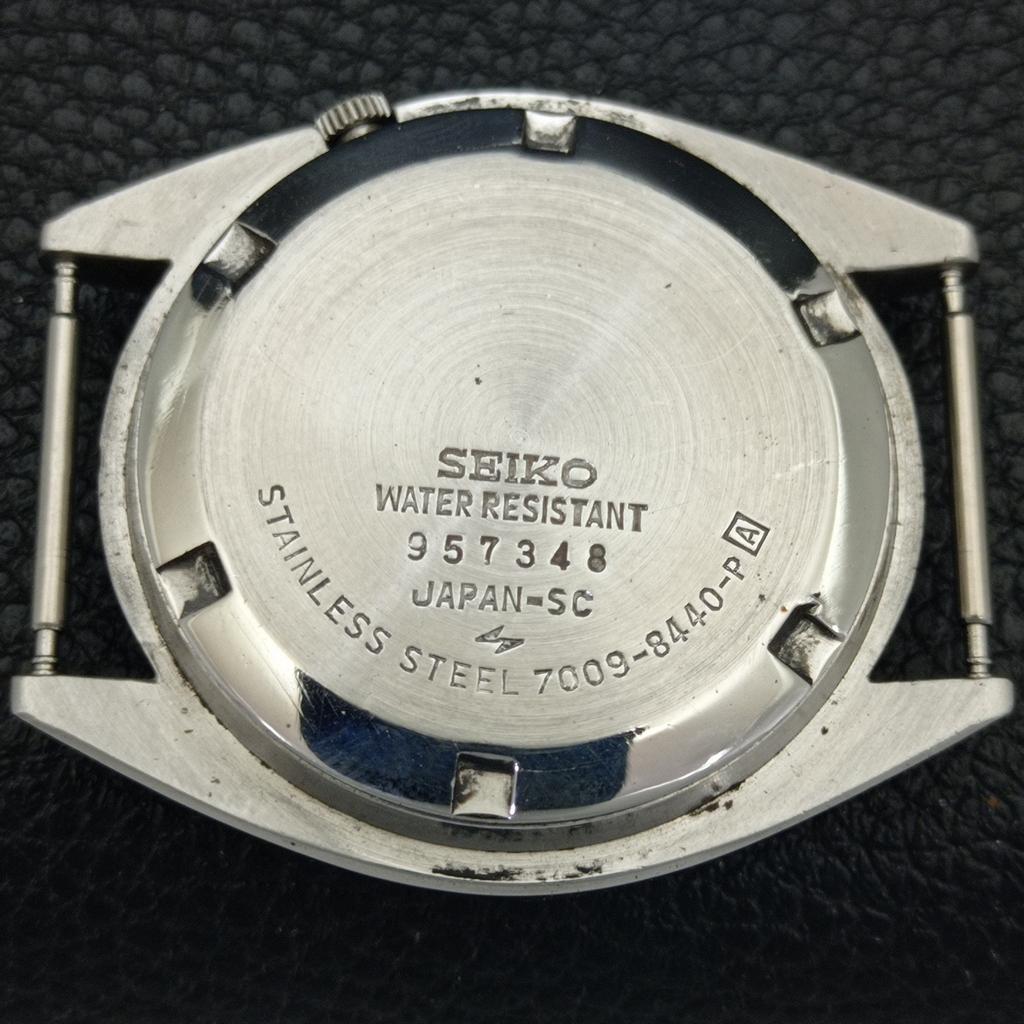 SEIKO
WATER RESISTANT
957348
JAPAN-SC
STAINLESS STEEL 7009-8440-P A